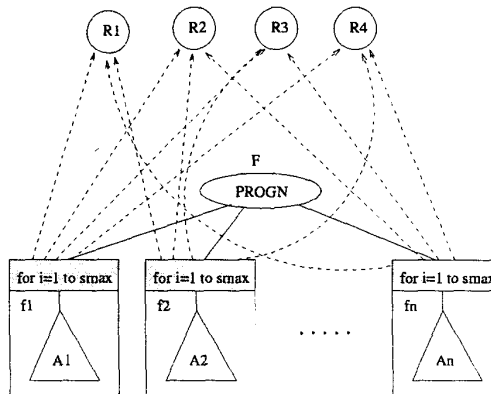 R1 R2 R3 R4
F
PROGN
for i=1 to smax for i=1 to smax for i=1 to smax
f1 f2 fn
A1 A2 . . . . . An